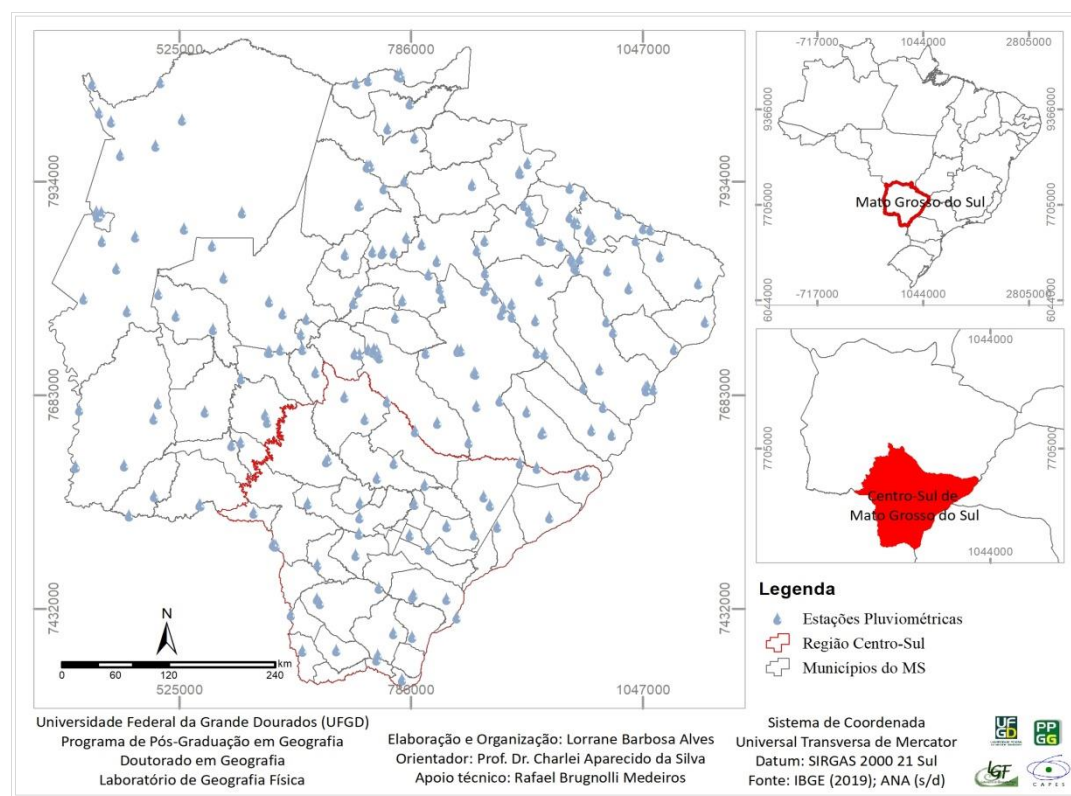 525000
786000
1047000
7934000
7934000
7683000
7683000
7432000
7432000
525000
786000
1047000
N
km
0
60
120
240
-717000
1044000
2805000
9366000
9366000
7705000
7705000
6044000
6044000
-717000
1044000
2805000
Mato Grosso do Sul
1044000
7705000
7705000
Centro-Sul de
Mato Grosso do Sul
1044000
Legenda
Estações Pluviométricas
Região Centro-Sul
Municípios do MS
Universidade Federal da Grande Dourados (UFGD)
Programa de Pós-Graduação em Geografia
Doutorado em Geografia
Laboratório de Geografia Física
Elaboração e Organização: Lorrane Barbosa Alves
Orientador: Prof. Dr. Charlei Aparecido da Silva
Apoio técnico: Rafael Brugnolli Medeiros
Sistema de Coordenada
Universal Transversa de Mercator
Datum: SIRGAS 2000 21 Sul
Fonte: IBGE (2019); ANA (s/d)
UF
GD
PP
GG
LGF
CAPES